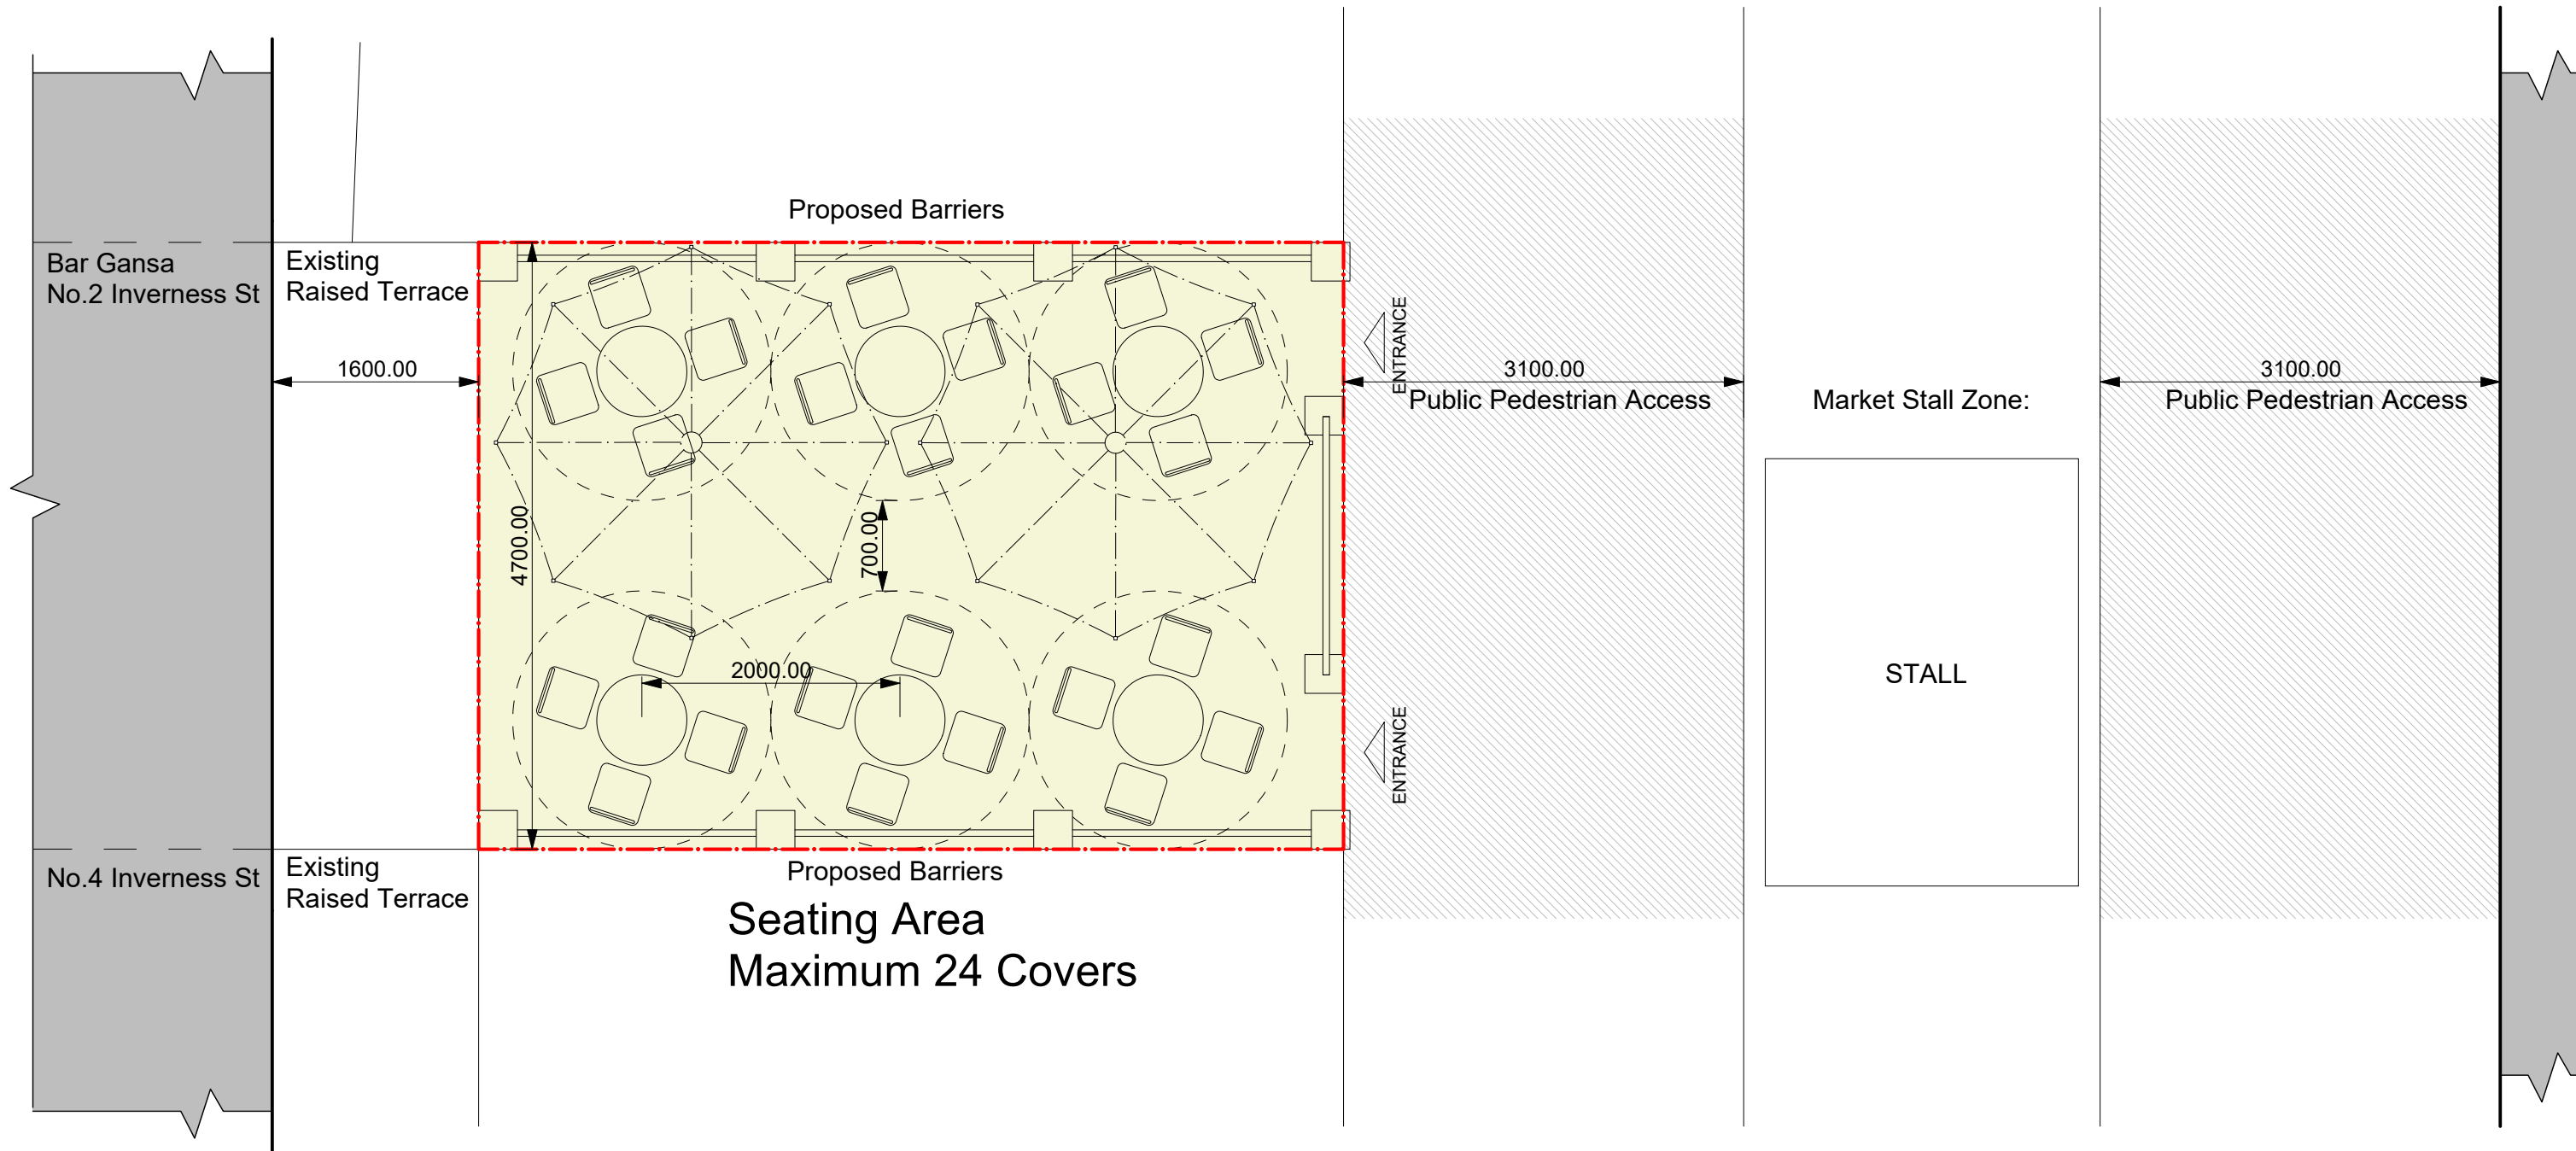 Proposed Barriers
Bar Gansa
No.2 Inverness St
Existing
Raised Terrace
1600.00
4700.00
700.00
2000.00
ENTRANCE
3100.00
Public Pedestrian Access
Market Stall Zone:
3100.00
Public Pedestrian Access
STALL
ENTRANCE
No.4 Inverness St
Existing
Raised Terrace
Proposed Barriers
Seating Area
Maximum 24 Covers